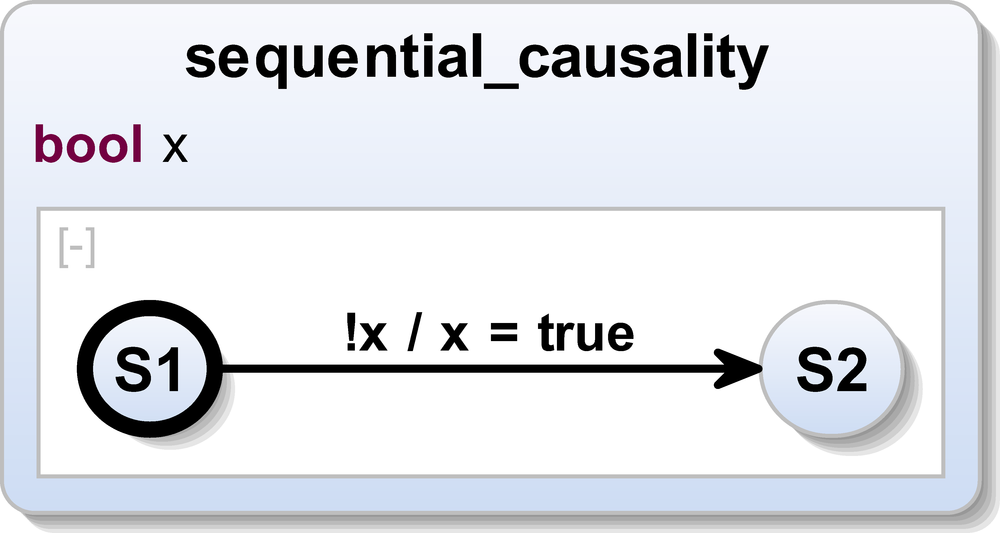 sequential_causality
bool x
[-]
!x / x = true
S1
S2